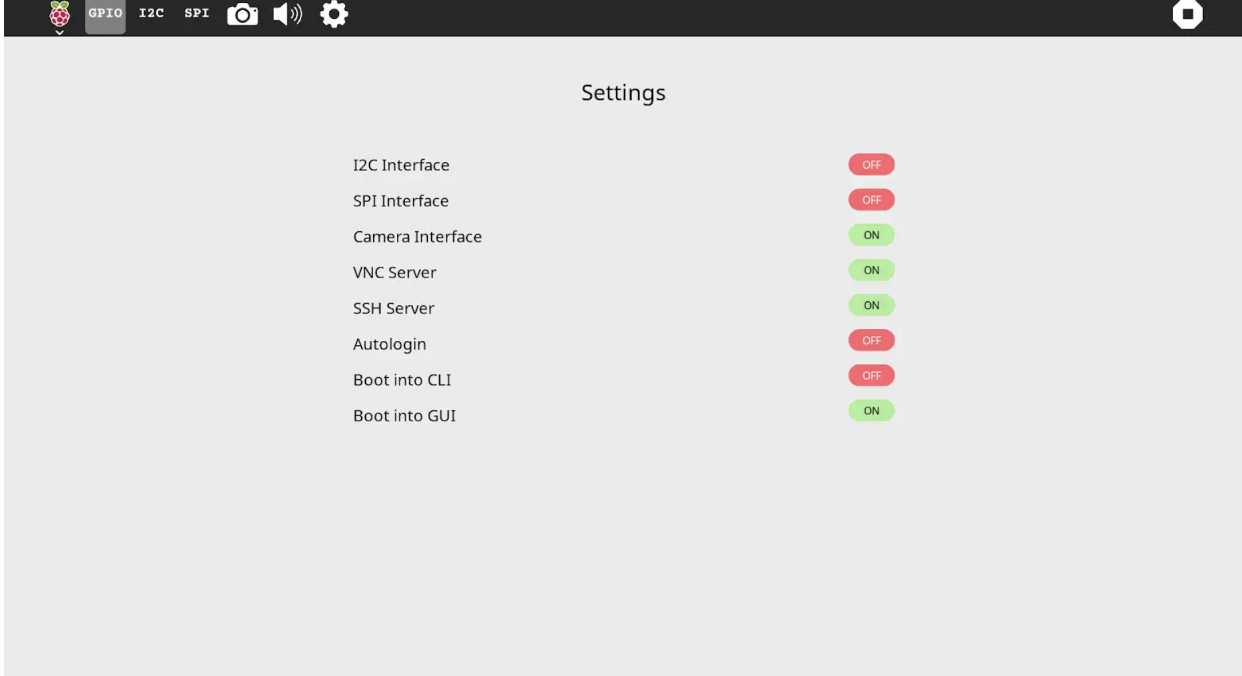 GPIO I2C SPI
Settings
I2C Interface OFF
SPI Interface OFF
Camera Interface ON
VNC Server ON
SSH Server ON
Autologin OFF
Boot into CLI OFF
Boot into GUI ON